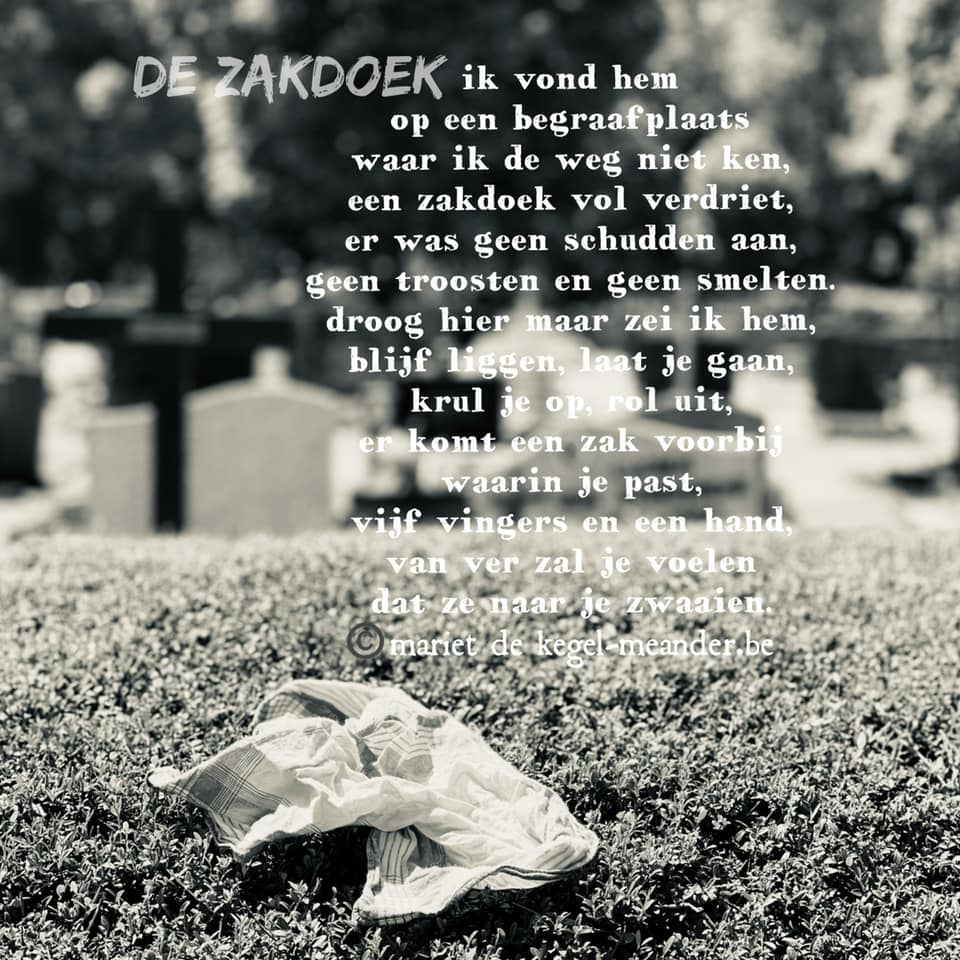 DE ZAKDOEK ik vond hem
op een begraafplaats
waar ik de weg niet ken,
een zakdoek vol verdriet,
er was geen schudden aan,
geen troosten en geen smelten.
droog hier maar zei ik hem,
blijf liggen, laat je gaan,
krul je op, rol uit,
er komt een zak voorbij
waarin je past,
vijf vingers en een hand,
van ver zal je voelen
dat ze naar je zwaaien.
©mariet de kegel-meander.be